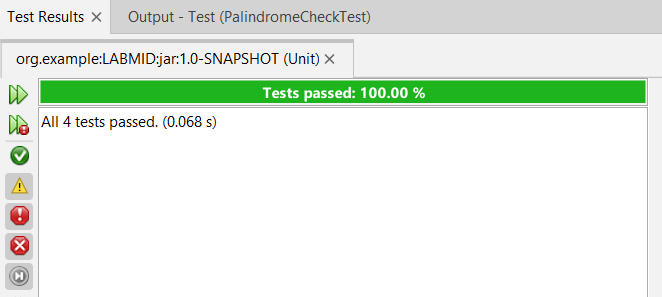 Test Results Output - Test (PalindromeCheckTest)
org.example:LABMID:jar:1.0-SNAPSHOT (Unit)
Tests passed: 100.00 %
All 4 tests passed. (0.068 s)